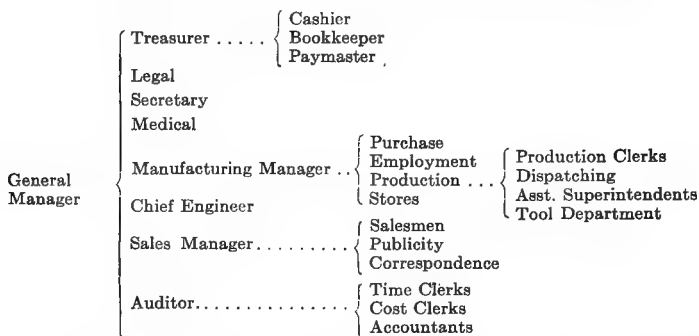 Treasurer ..... Cashier
Bookkeeper
Paymaster
Legal
Secretary
Medical
General Manager
Manufacturing Manager .. Purchase
Employment
Production ... Production Clerks
Dispatching
Asst. Superintendents
Tool Department
Stores
Chief Engineer
Sales Manager......... Salesmen
Publicity
Correspondence
Auditor.............. Time Clerks
Cost Clerks
Accountants